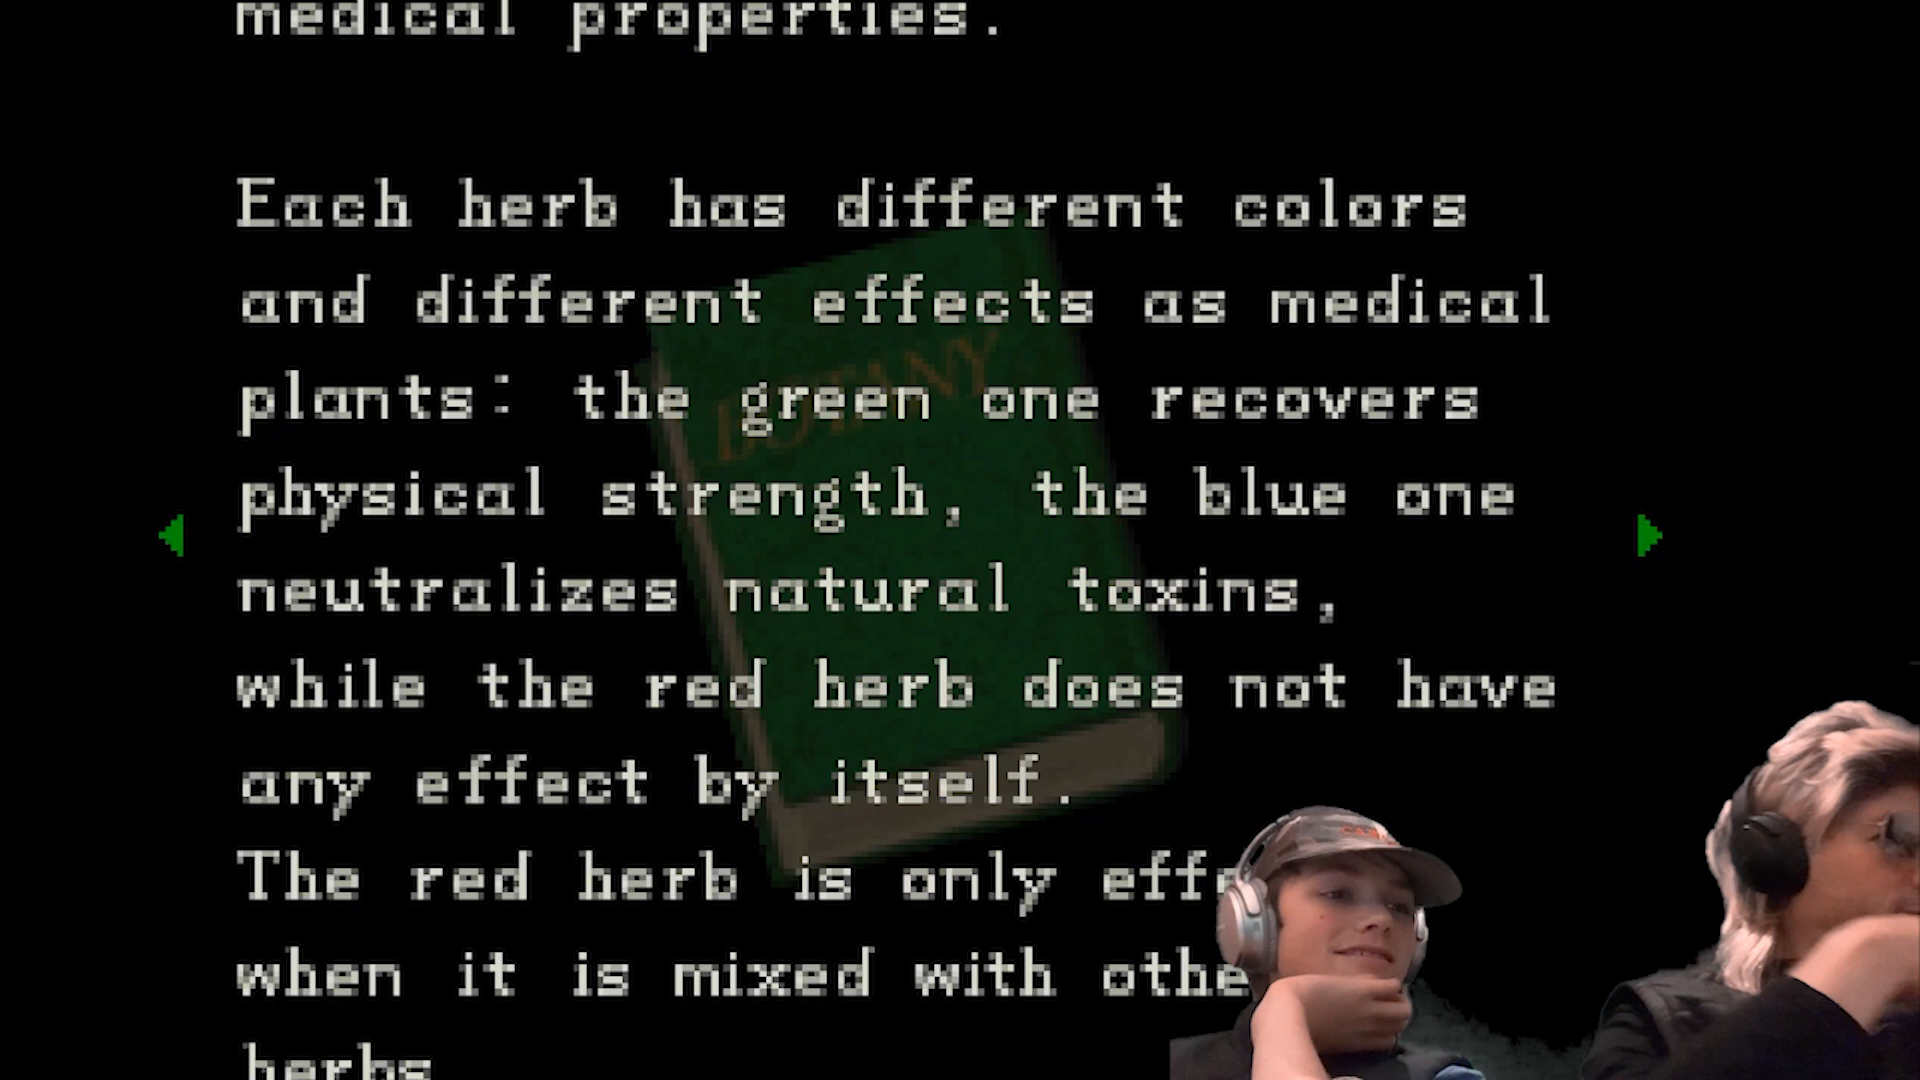 medical properties.
Each herb has different colors
and different effects as medical
plants: the green one recovers
physical strength, the blue one
neutralizes natural toxins,
while the red herb does not have
any effect by itself.
The red herb is only
when it is mixed with
herbs
BOTANY